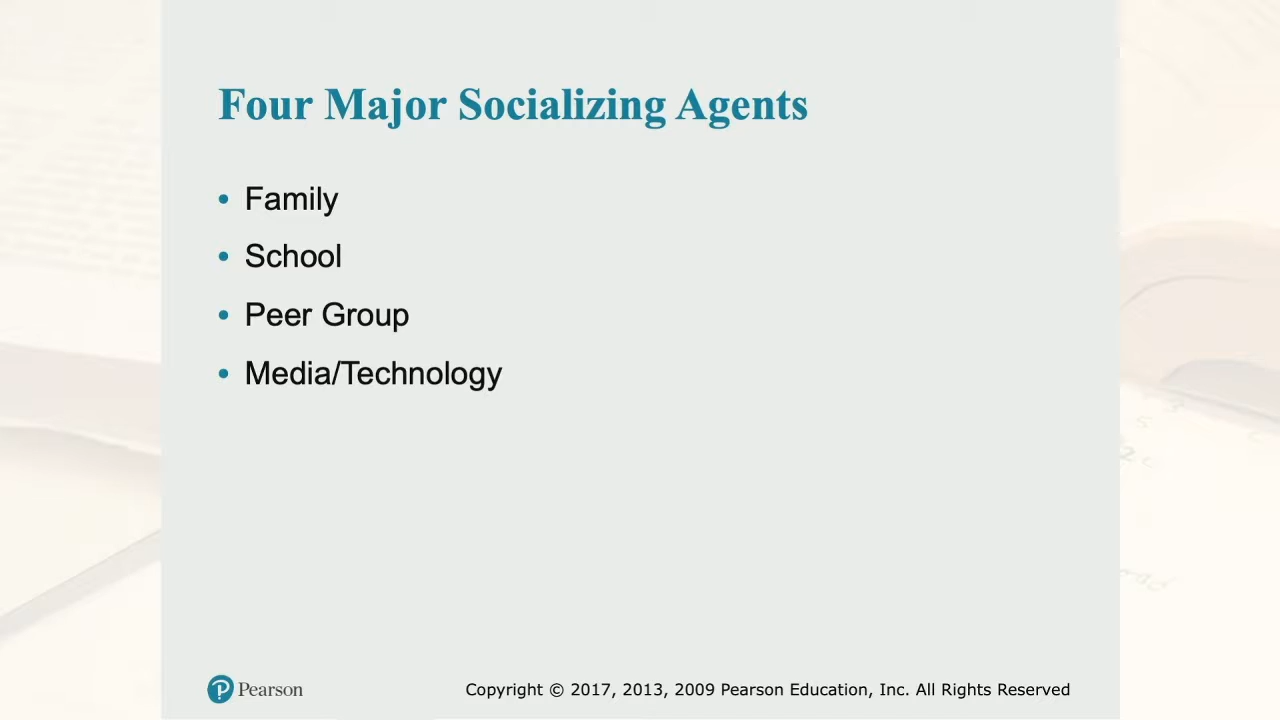 Four Major Socializing Agents
• Family
• School
• Peer Group
• Media/Technology
Pearson
Copyright © 2017, 2013, 2009 Pearson Education, Inc. All Rights Reserved